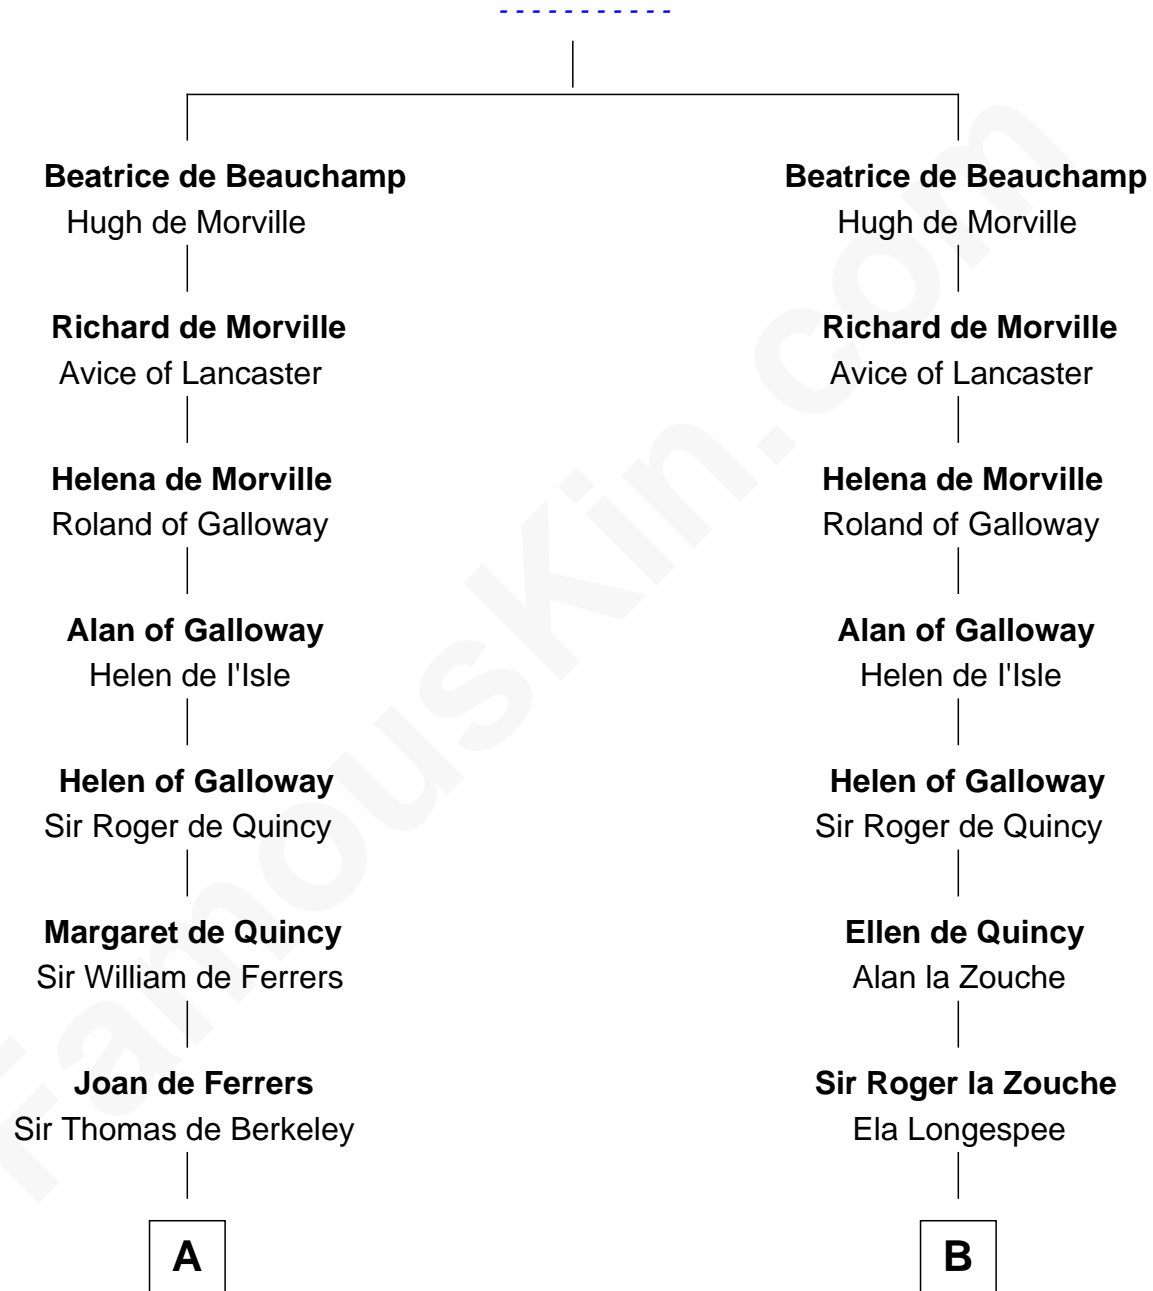 - - - - - - - - - - -
Beatrice de Beauchamp
Hugh de Morville
Richard de Morville
Avice of Lancaster
Helena de Morville
Roland of Galloway
Alan of Galloway
Helen de l'Isle
Helen of Galloway
Sir Roger de Quincy
Margaret de Quincy
Sir William de Ferrers
Joan de Ferrers
Sir Thomas de Berkeley
A
Beatrice de Beauchamp
Hugh de Morville
Richard de Morville
Avice of Lancaster
Helena de Morville
Roland of Galloway
Alan of Galloway
Helen de l'Isle
Helen of Galloway
Sir Roger de Quincy
Ellen de Quincy
Alan la Zouche
Sir Roger la Zouche
Ela Longespee
B
FamousKin.com